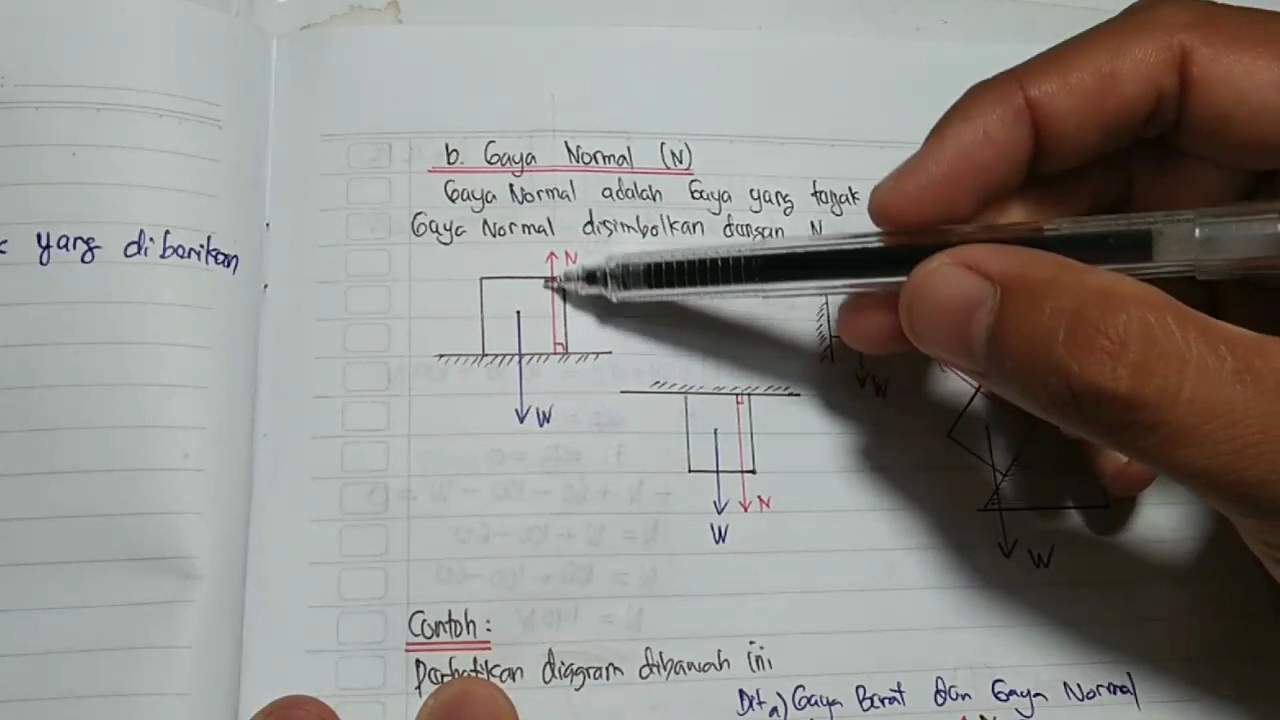 yang diberikan
b. Gaya Normal (N)
Gaya Normal adalah Gaya yang tegak
Gaya Normal disimbolkan dengan N
N
W
W
N
W
W
Contoh:
Perhatikan diagram dibawah ini
Dit a) Gaya Berat dan Gaya Normal
N